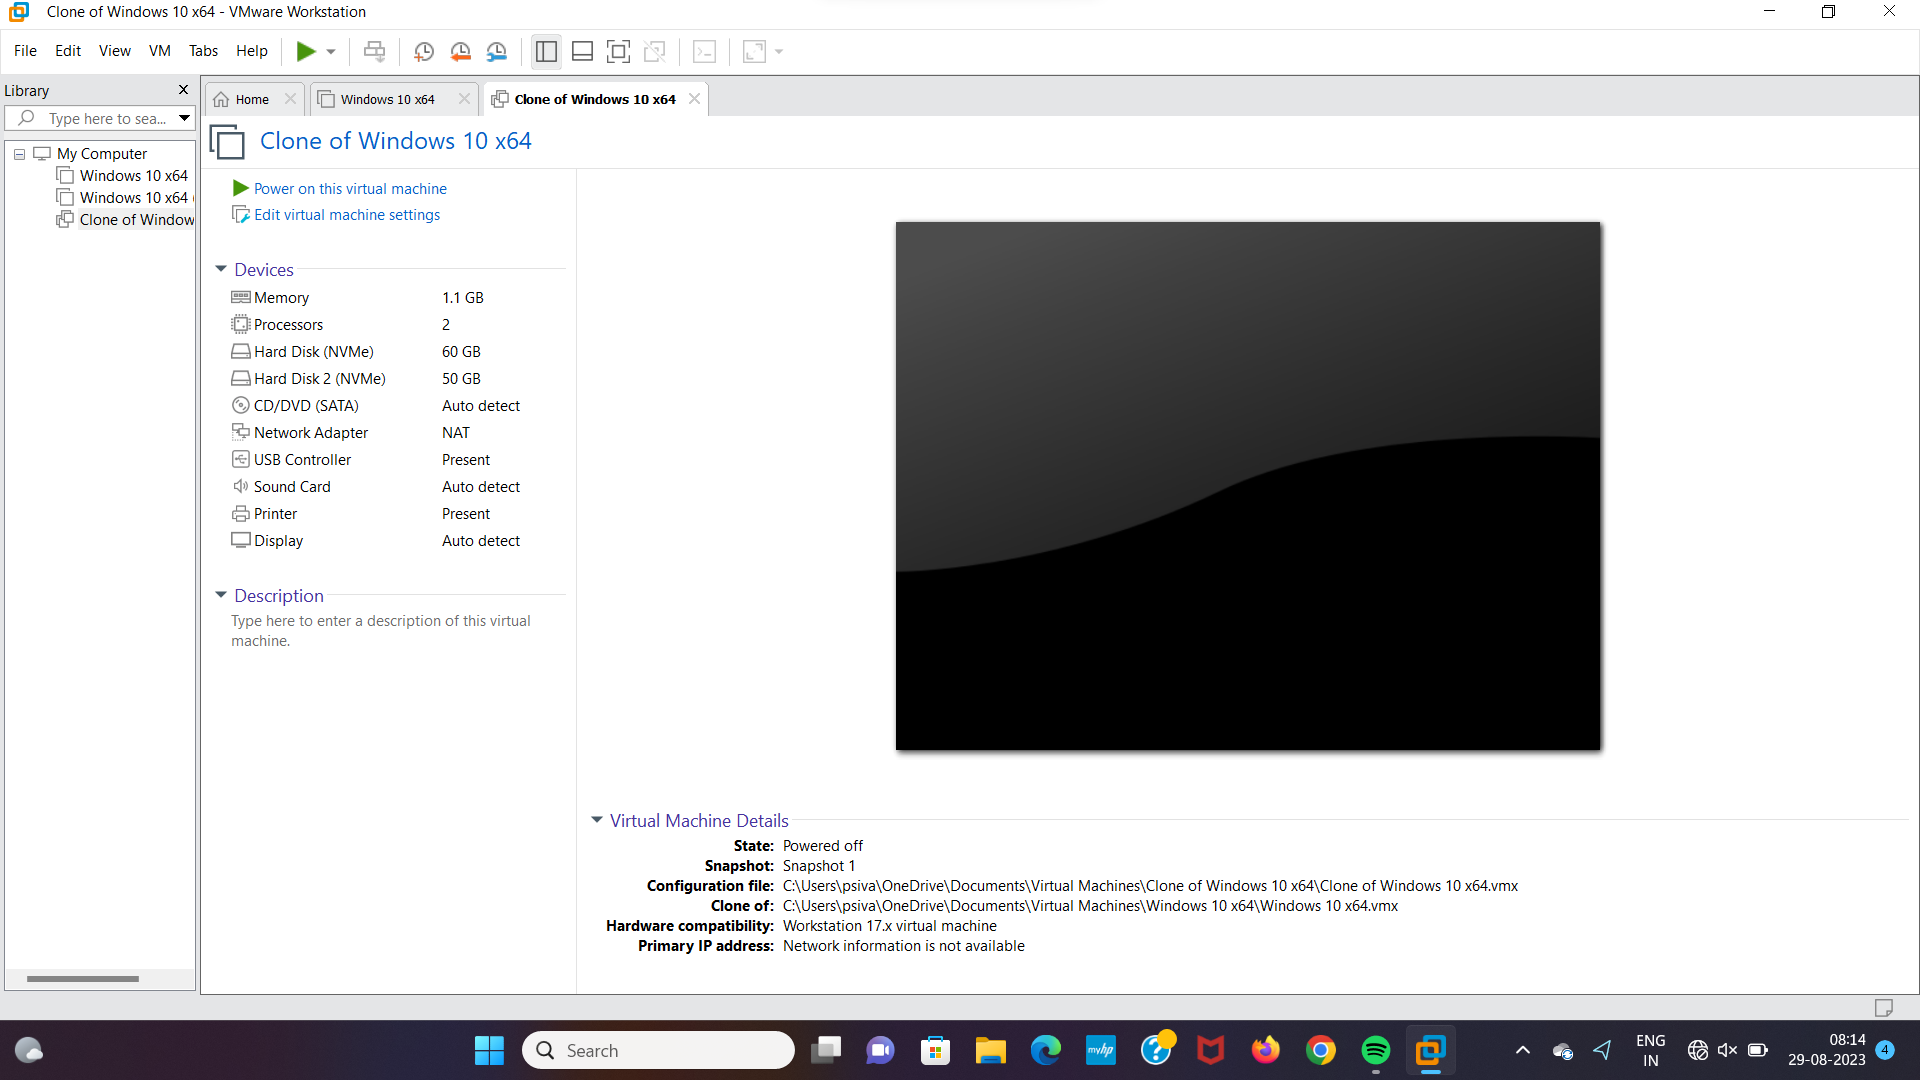 Clone of Windows 10 x64 - VMware Workstation
File Edit View VM Tabs Help
Library
Type here to sea...
My Computer
Windows 10 x64
Windows 10 x64 (
Clone of Window
Home
Windows 10 x64
Clone of Windows 10 x64
Clone of Windows 10 x64
Power on this virtual machine
Edit virtual machine settings
Devices
Memory 1.1 GB
Processors 2
Hard Disk (NVMe) 60 GB
Hard Disk 2 (NVMe) 50 GB
CD/DVD (SATA) Auto detect
Network Adapter NAT
USB Controller Present
Sound Card Auto detect
Printer Present
Display Auto detect
Description
Type here to enter a description of this virtual
machine.
Virtual Machine Details
State: Powered off
Snapshot: Snapshot 1
Configuration file: C:\Users\psiva\OneDrive\Documents\Virtual Machines\Clone of Windows 10 x64\Clone of Windows 10 x64.vmx
Clone of: C:\Users\psiva\OneDrive\Documents\Virtual Machines\Windows 10 x64\Windows 10 x64.vmx
Hardware compatibility: Workstation 17.x virtual machine
Primary IP address: Network information is not available
Search
myhp
ENG
IN
08:14
29-08-2023
4